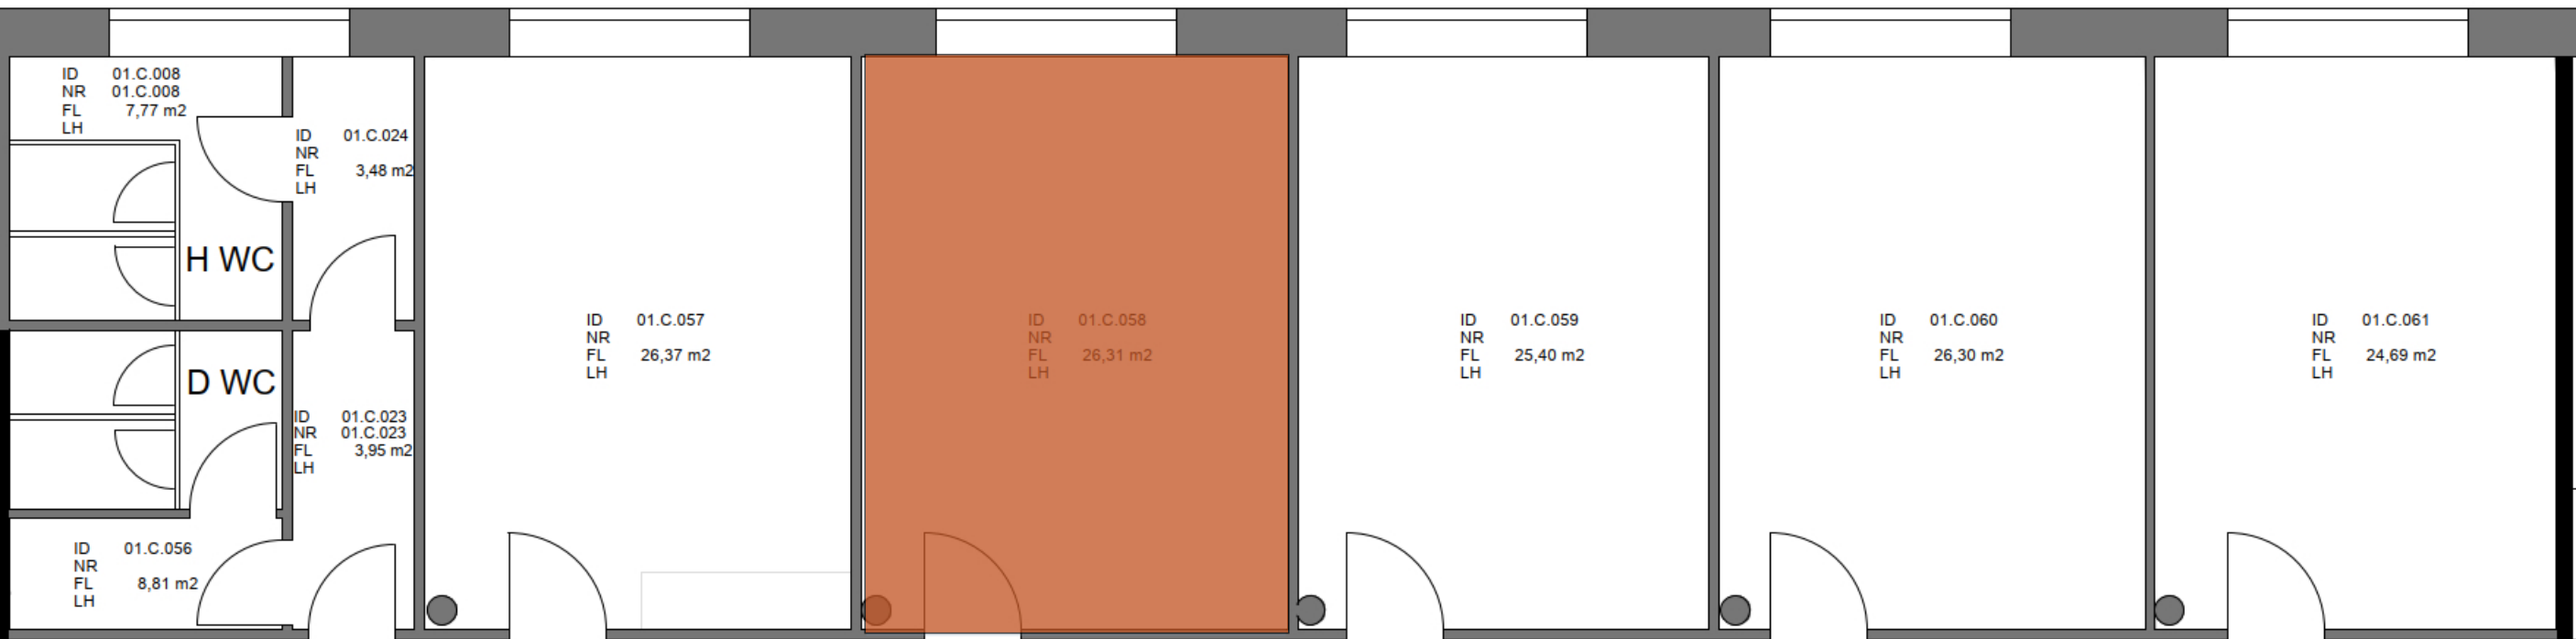 ID 01.C.008
NR 01.C.008
FL 7,77 m2
LH
ID 01.C.024
NR
FL 3,48 m2
LH
H WC
D WC
ID 01.C.023
NR 01.C.023
FL 3,95 m2
LH
ID 01.C.056
NR
FL 8,81 m2
LH
ID 01.C.057
NR
FL 26,37 m2
LH
ID 01.C.058
NR
FL 26,31 m2
LH
ID 01.C.059
NR
FL 25,40 m2
LH
ID 01.C.060
NR
FL 26,30 m2
LH
ID 01.C.061
NR
FL 24,69 m2
LH